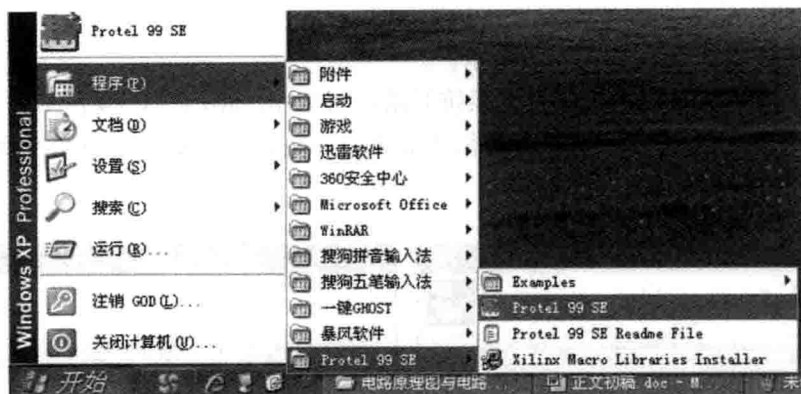 Protel 99 SE
程序(P)
文档(D)
设置(S)
搜索(C)
运行(R)...
注销 GOD(L)...
关闭计算机(U)...
Windows XP Professional
附件
启动
游戏
迅雷软件
360安全中心
Microsoft Office
WinRAR
搜狗拼音输入法
搜狗五笔输入法
一键GHOST
暴风软件
Protel 99 SE
Examples
Protel 99 SE
Protel 99 SE Readme File
Xilinx Macro Libraries Installer
开始
电路原理图与电路...
正文初稿.doc - M...
未